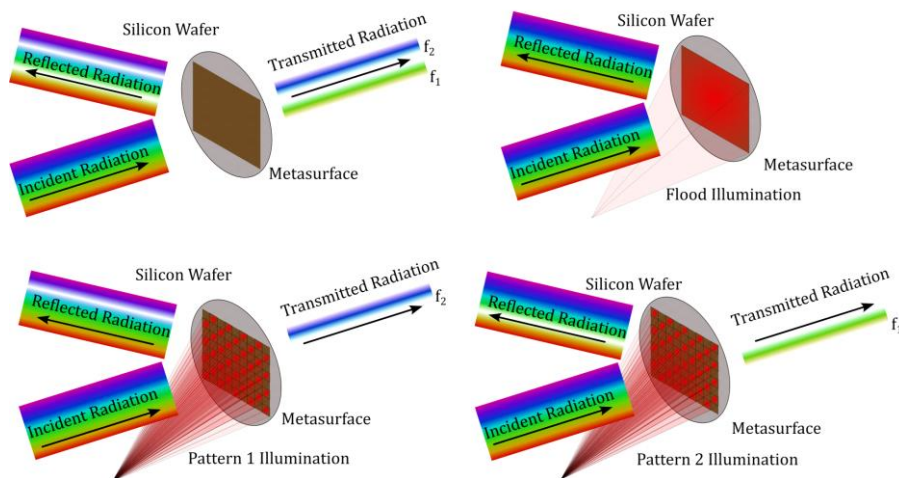 Silicon Wafer
Transmitted Radiation
f2
f1
Reflected Radiation
Incident Radiation
Metasurface
Silicon Wafer
Reflected Radiation
Incident Radiation
Metasurface
Flood Illumination
Silicon Wafer
Transmitted Radiation
f2
Reflected Radiation
Incident Radiation
Metasurface
Pattern 1 Illumination
Silicon Wafer
Transmitted Radiation
Reflected Radiation
Incident Radiation
Metasurface
Pattern 2 Illumination